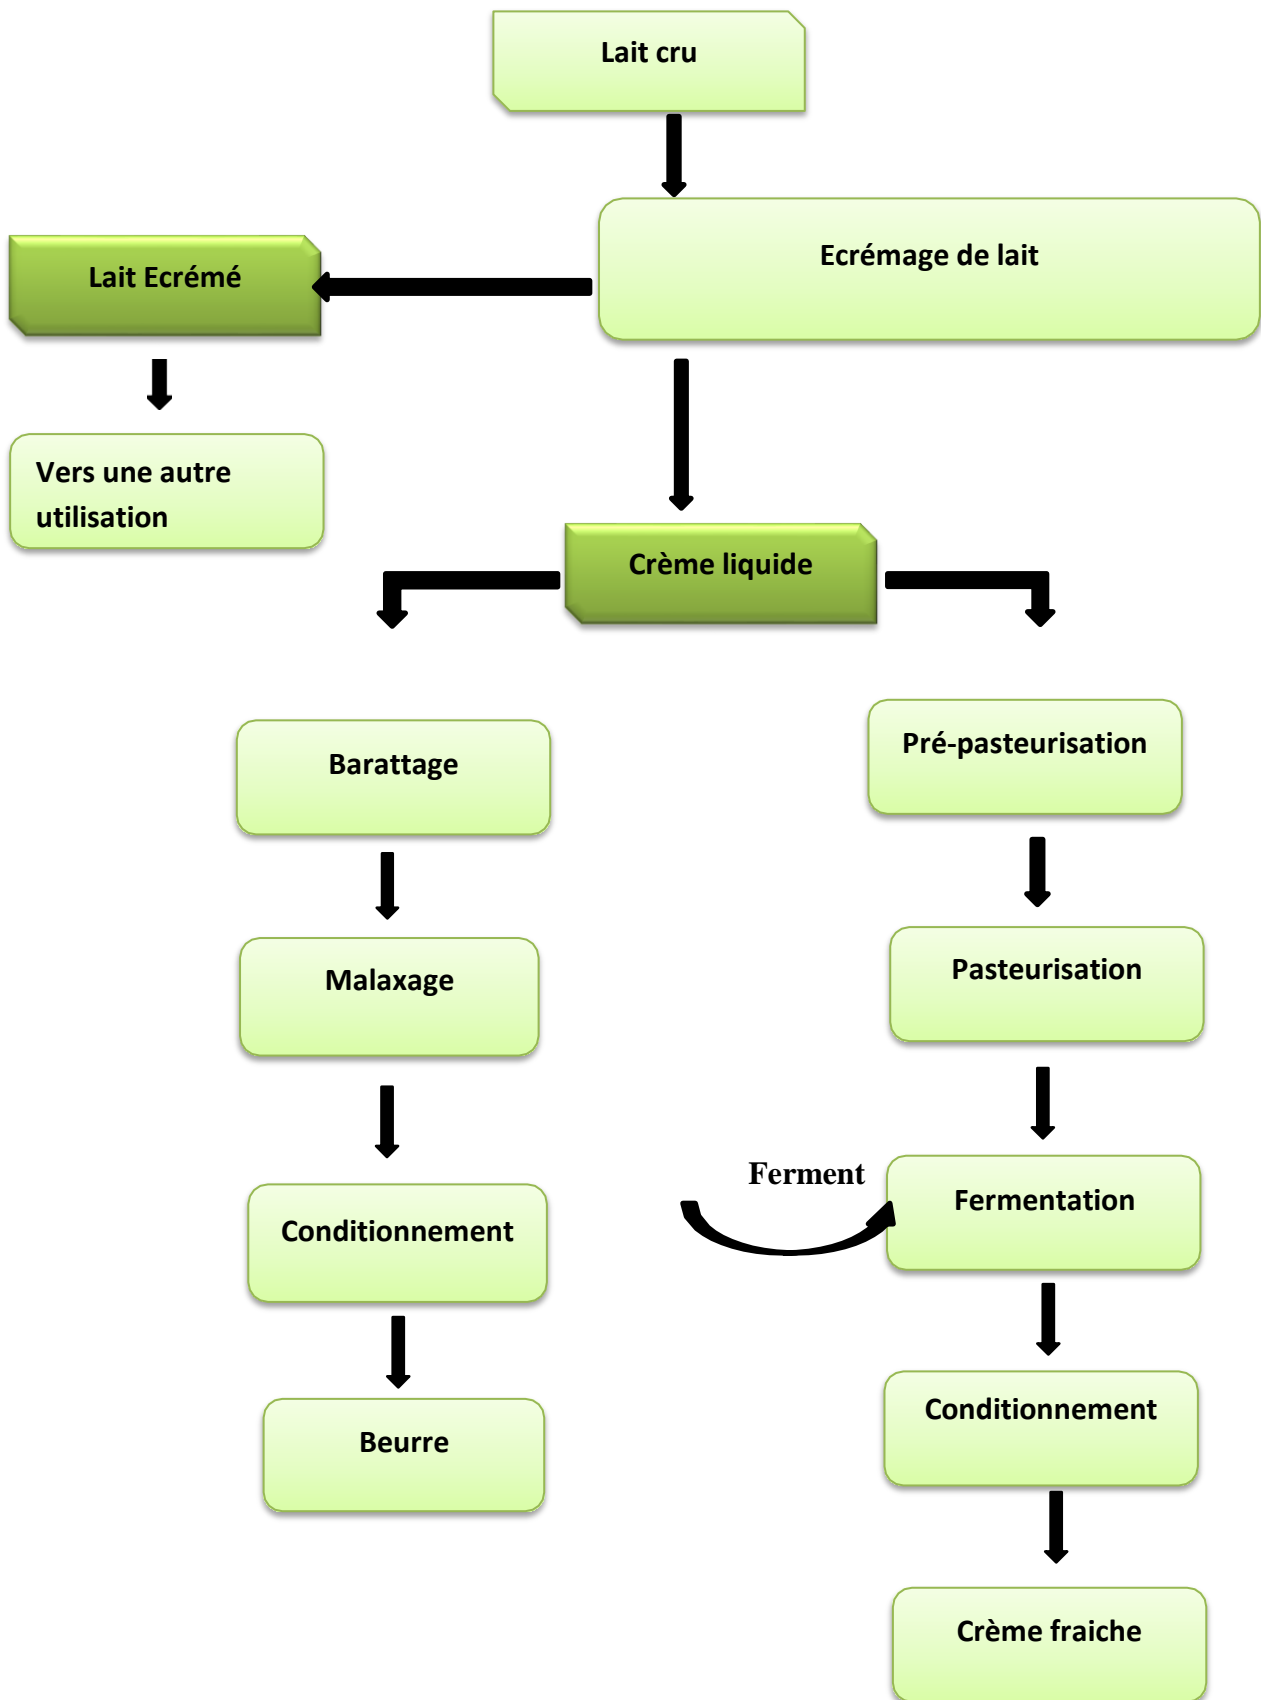 Lait cru
Ecrémage de lait
Lait Ecrémé
Vers une autre
utilisation
Crème liquide
Barattage
Pré-pasteurisation
Malaxage
Pasteurisation
Ferment
Fermentation
Conditionnement
Conditionnement
Beurre
Crème fraiche